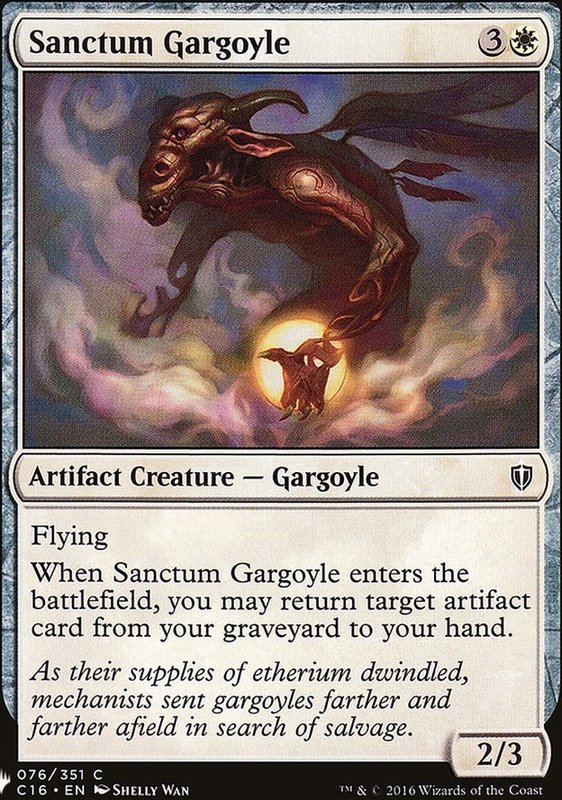 Sanctum Gargoyle 3
Artifact Creature — Gargoyle
Flying
When Sanctum Gargoyle enters the
battlefield, you may return target artifact
card from your graveyard to your hand.
As their supplies of etherium dwindled,
mechanists sent gargoyles farther and
farther afield in search of salvage.
2/3
076/351 C
C16 • EN Shelly Wan
™ & © 2016 Wizards of the Coast